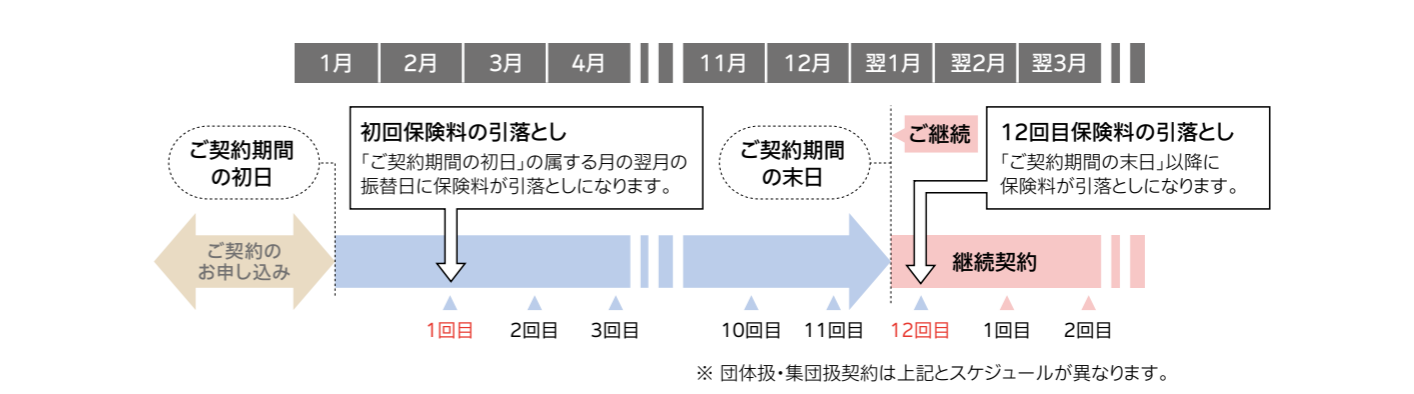 1月 2月 3月 4月 11月 12月 翌1月 翌2月 翌3月
ご契約期間
の初日
初回保険料の引落とし
「ご契約期間の初日」の属する月の翌月の
振替日に保険料が引落としになります。
ご契約期間
の末日
ご継続
12回目保険料の引落とし
「ご契約期間の末日」以降に
保険料が引落としになります。
ご契約の
お申し込み
継続契約
1回目 2回目 3回目 10回目 11回目 12回目 1回目 2回目
※ 団体扱・集団扱契約は上記とスケジュールが異なります。